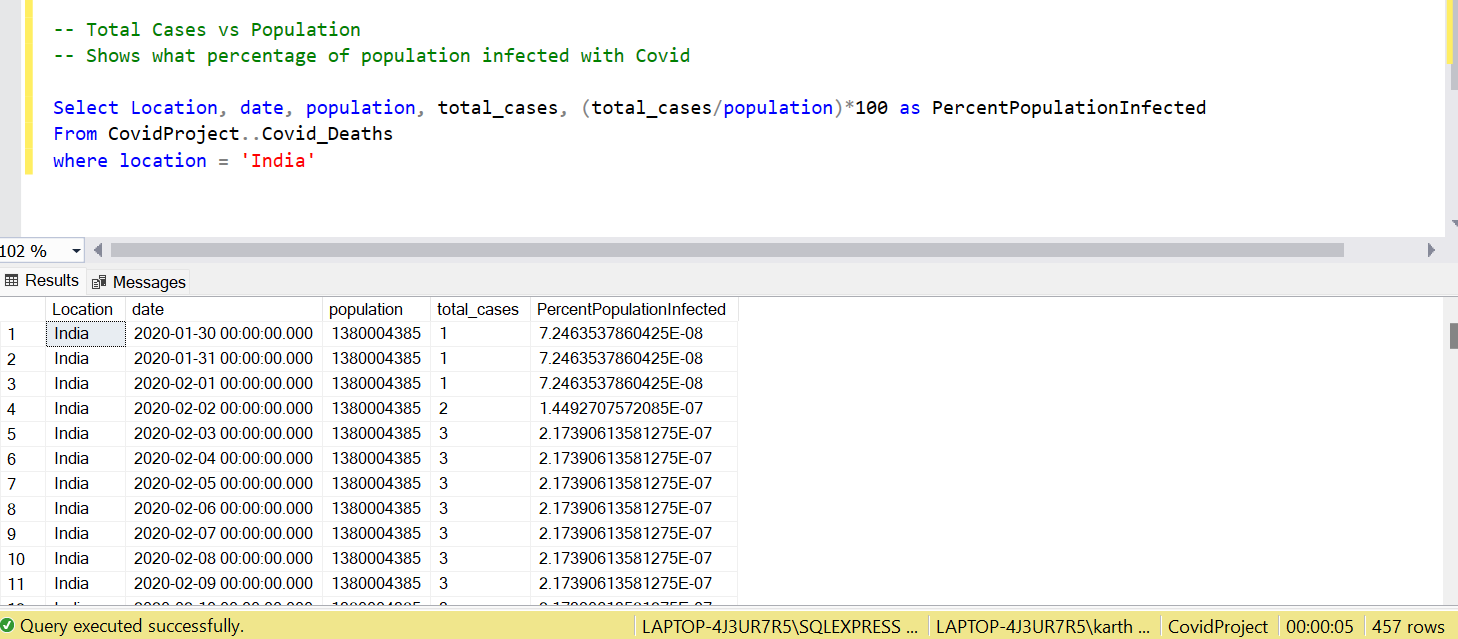 -- Total Cases vs Population
-- Shows what percentage of population infected with Covid
Select Location, date, population, total_cases, (total_cases/population)*100 as PercentPopulationInfected
From CovidProject..Covid_Deaths
where location = 'India'
102 %
Results Messages
Location date population total_cases PercentPopulationInfected
1 India 2020-01-30 00:00:00.000 1380004385 1 7.2463537860425E-08
2 India 2020-01-31 00:00:00.000 1380004385 1 7.2463537860425E-08
3 India 2020-02-01 00:00:00.000 1380004385 1 7.2463537860425E-08
4 India 2020-02-02 00:00:00.000 1380004385 2 1.4492707572085E-07
5 India 2020-02-03 00:00:00.000 1380004385 3 2.17390613581275E-07
6 India 2020-02-04 00:00:00.000 1380004385 3 2.17390613581275E-07
7 India 2020-02-05 00:00:00.000 1380004385 3 2.17390613581275E-07
8 India 2020-02-06 00:00:00.000 1380004385 3 2.17390613581275E-07
9 India 2020-02-07 00:00:00.000 1380004385 3 2.17390613581275E-07
10 India 2020-02-08 00:00:00.000 1380004385 3 2.17390613581275E-07
11 India 2020-02-09 00:00:00.000 1380004385 3 2.17390613581275E-07
Query executed successfully. LAPTOP-4J3UR7R5\SQLEXPRESS ... LAPTOP-4J3UR7R5\karth ... CovidProject 00:00:05 457 rows